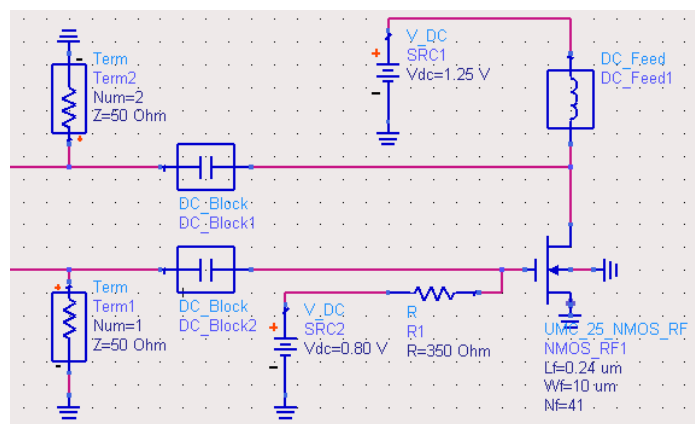 Term
Term2
Num=2
Z=50 Ohm
V_DC
SRC1
Vdc=1.25 V
DC_Feed
DC_Feed1
DC_Block
DC_Block1
Term
Term1
Num=1
Z=50 Ohm
DC_Block
DC_Block2
V_DC
SRC2
Vdc=0.80 V
R
R1
R=350 Ohm
UMC_25_NMOS_RF
NMOS_RF1
Lf=0.24 um
Wf=10 um
Nf=41